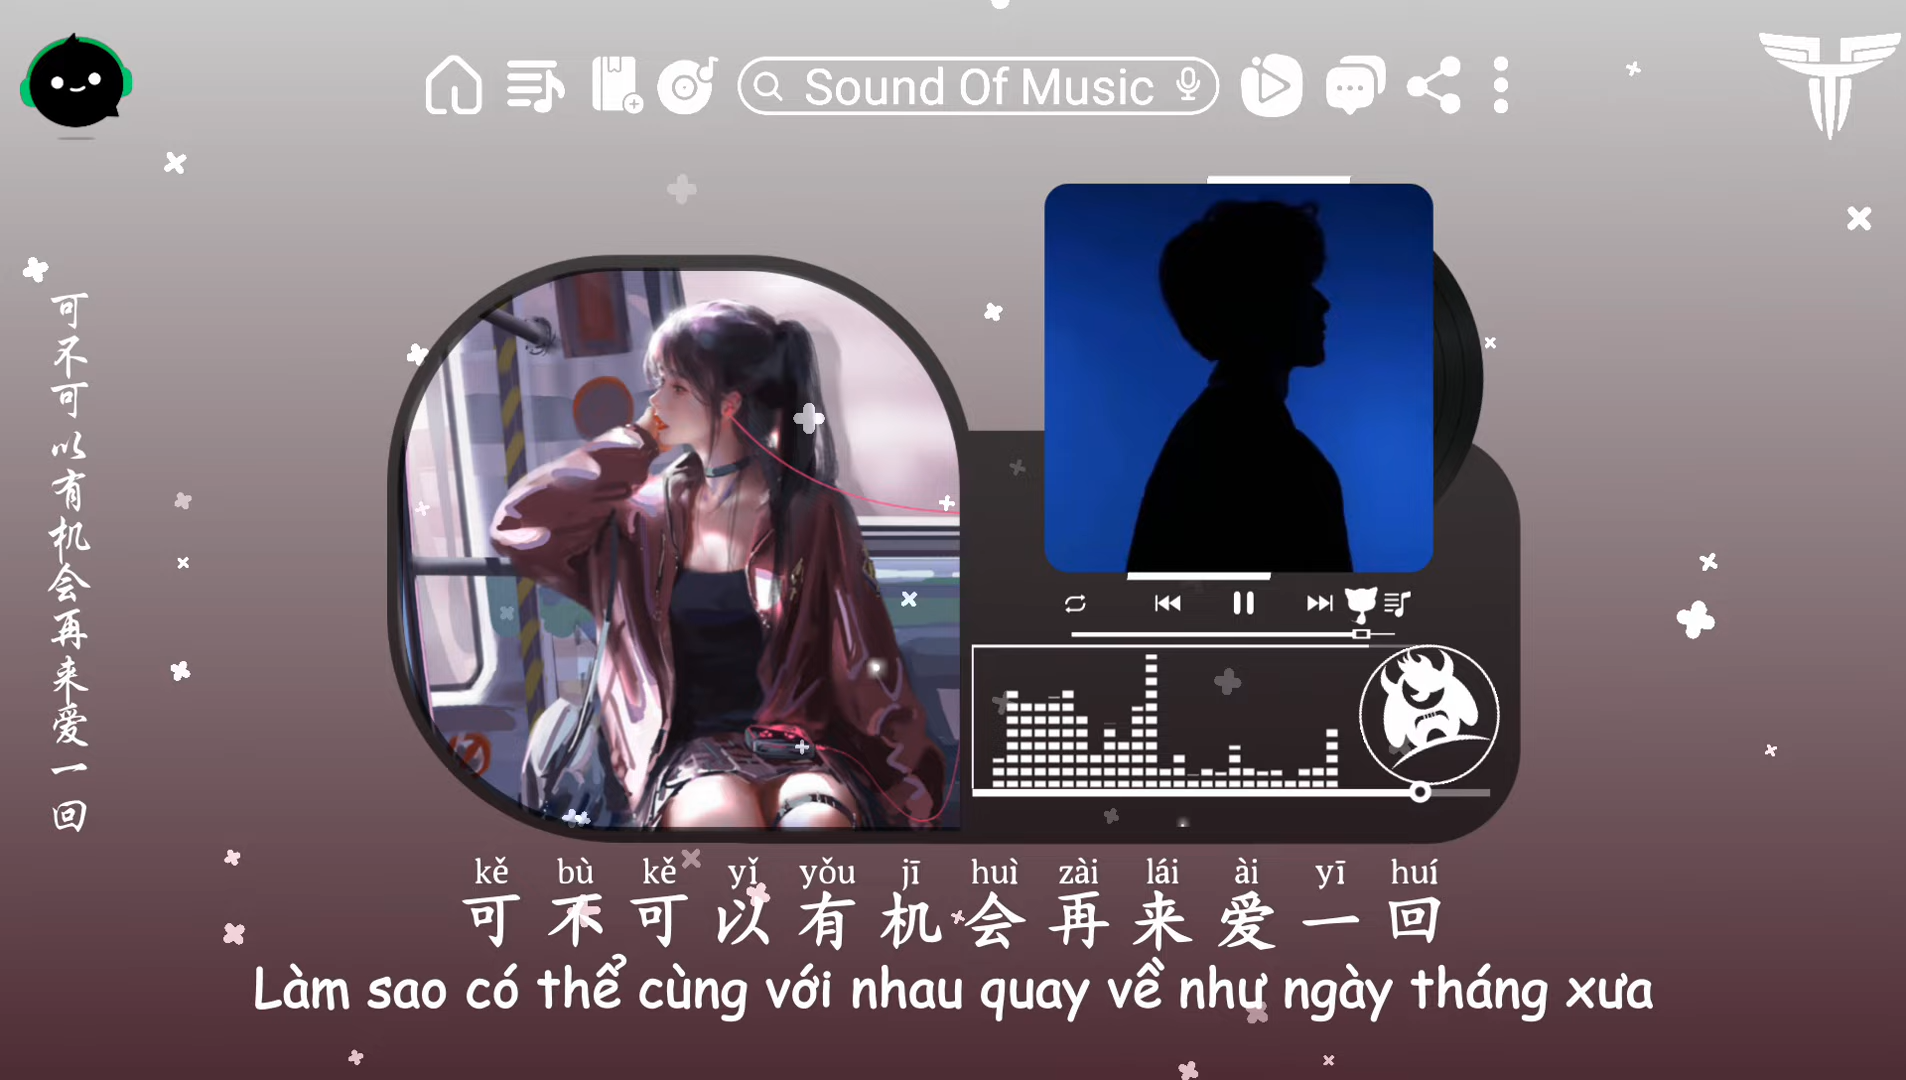 Sound Of Music
可不可以有机会再来爱一回
kě bù kě yǐ yǒu jī huì zài lái ài yī huí
可不可以有机会再来爱一回
Làm sao có thể cùng với nhau quay về như ngày tháng xưa